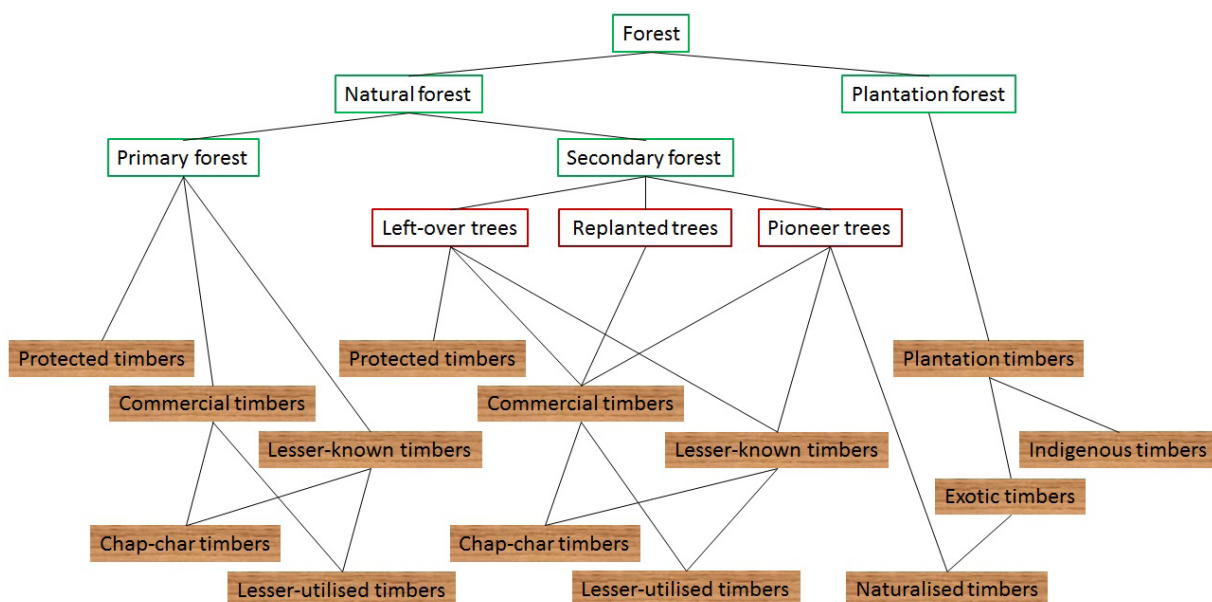 Forest
Natural forest
Plantation forest
Primary forest
Secondary forest
Left-over trees
Replanted trees
Pioneer trees
Protected timbers
Protected timbers
Plantation timbers
Commercial timbers
Commercial timbers
Lesser-known timbers
Lesser-known timbers
Indigenous timbers
Exotic timbers
Chap-char timbers
Chap-char timbers
Lesser-utilised timbers
Lesser-utilised timbers
Naturalised timbers